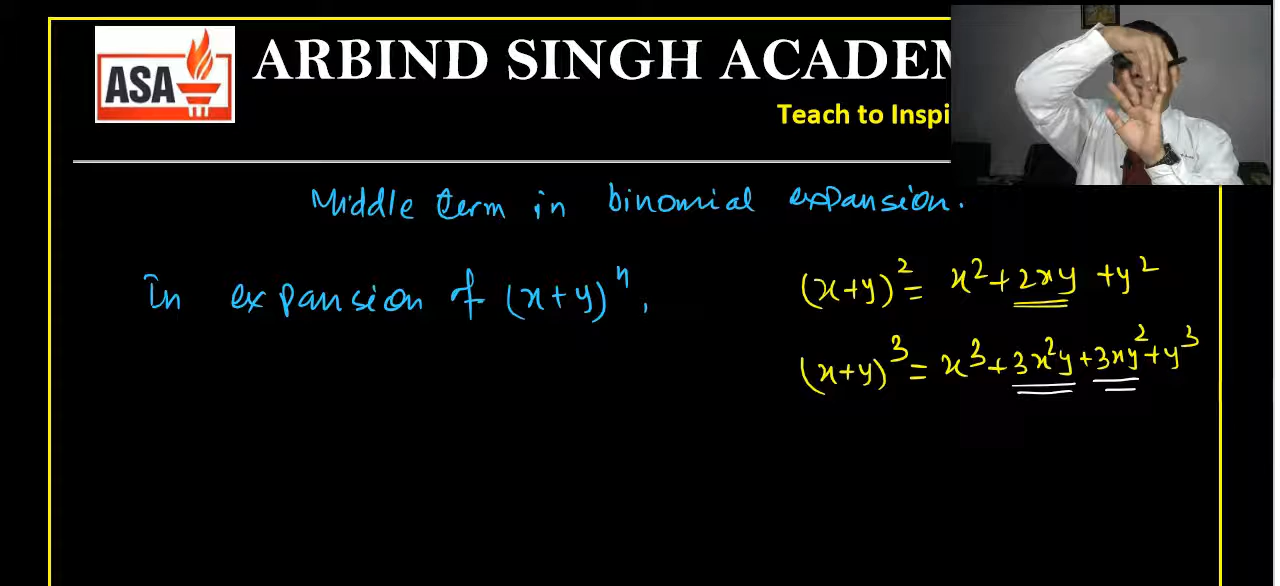 ASA
ARBIND SINGH ACADEM
Teach to Inspi
Middle term in binomial expansion.
In expansion of (x+y)ⁿ,
(x+y)² = x² + 2xy + y²
(x+y)³ = x³ + 3x²y + 3xy² + y³